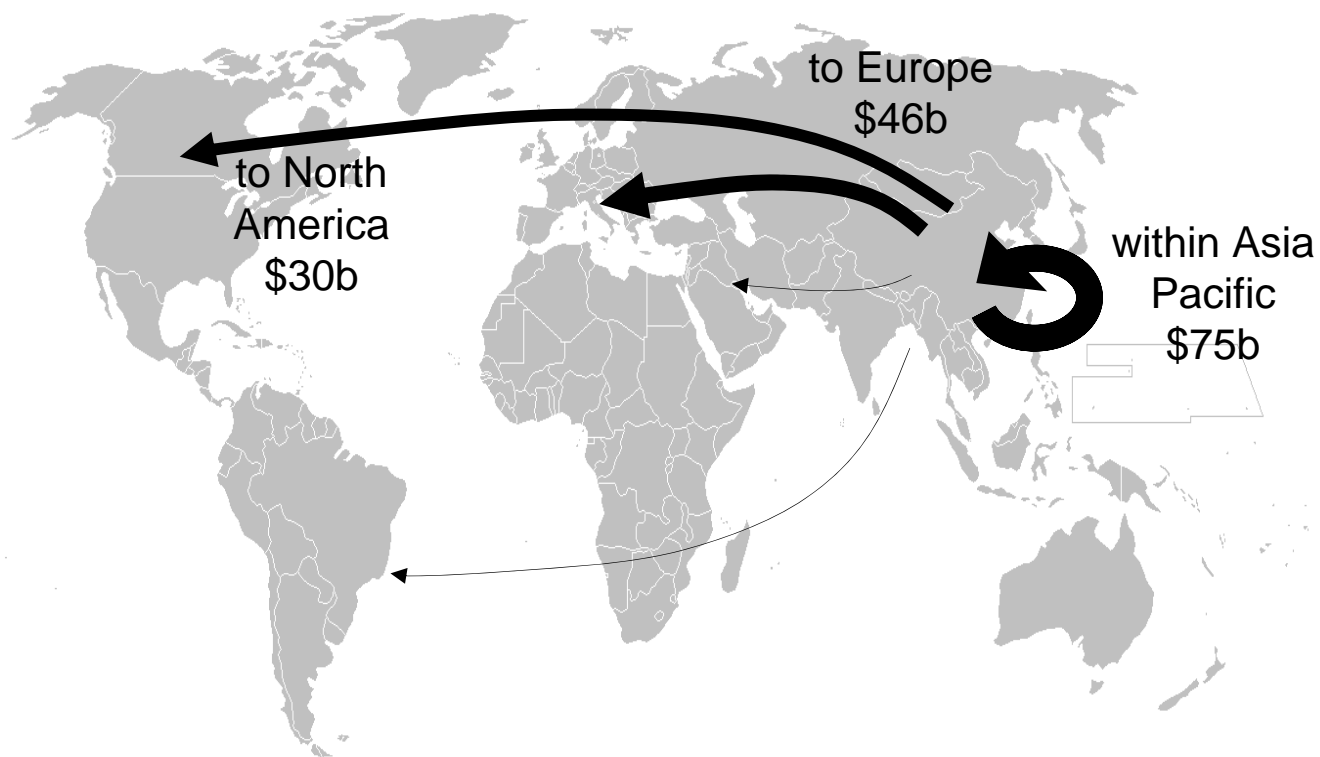 to Europe
$46b
to North
America
$30b
within Asia
Pacific
$75b